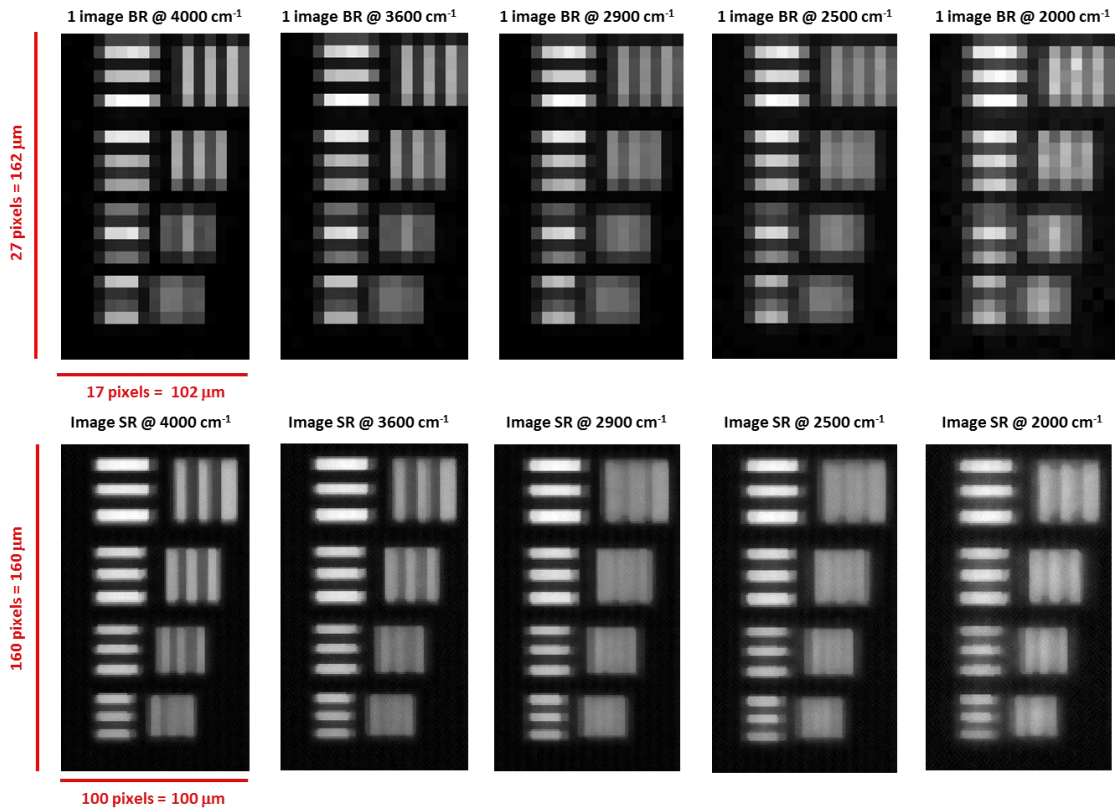 1 image BR @ 4000 cm⁻¹
1 image BR @ 3600 cm⁻¹
1 image BR @ 2900 cm⁻¹
1 image BR @ 2500 cm⁻¹
1 image BR @ 2000 cm⁻¹
27 pixels = 162 µm
17 pixels = 102 µm
Image SR @ 4000 cm⁻¹
Image SR @ 3600 cm⁻¹
Image SR @ 2900 cm⁻¹
Image SR @ 2500 cm⁻¹
Image SR @ 2000 cm⁻¹
160 pixels = 160 µm
100 pixels = 100 µm